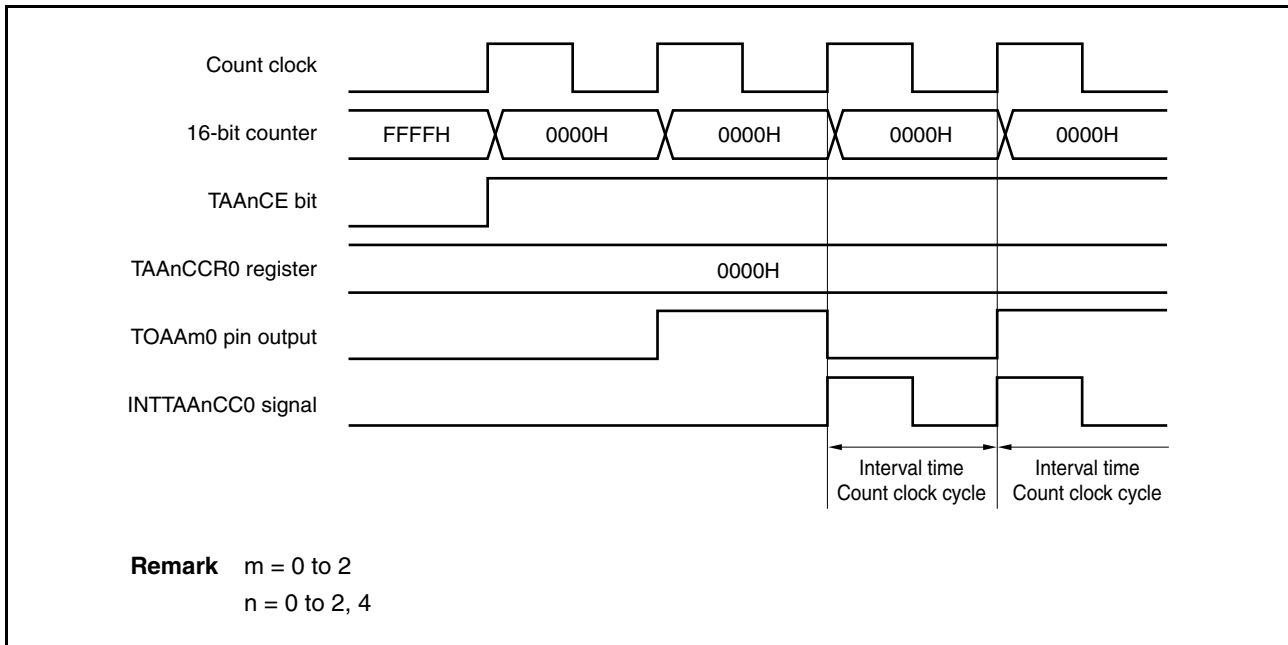 Count clock
16-bit counter FFFFH 0000H 0000H 0000H 0000H
TAAnCE bit
TAAnCCR0 register 0000H
TOAAm0 pin output
INTTAAnCC0 signal
Interval time Interval time
Count clock cycle Count clock cycle
Remark m = 0 to 2
n = 0 to 2, 4